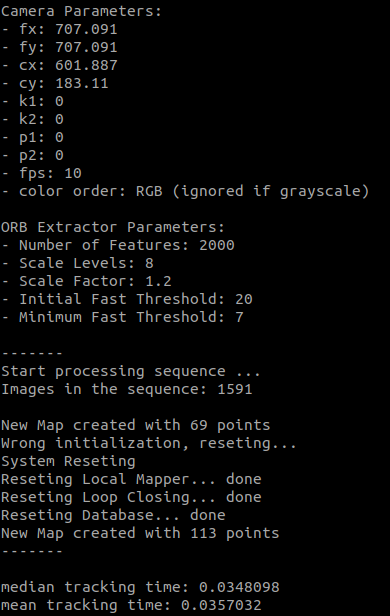 Camera Parameters:
- fx: 707.091
- fy: 707.091
- cx: 601.887
- cy: 183.11
- k1: 0
- k2: 0
- p1: 0
- p2: 0
- fps: 10
- color order: RGB (ignored if grayscale)

ORB Extractor Parameters:
- Number of Features: 2000
- Scale Levels: 8
- Scale Factor: 1.2
- Initial Fast Threshold: 20
- Minimum Fast Threshold: 7

-------
Start processing sequence ...
Images in the sequence: 1591

New Map created with 69 points
Wrong initialization, reseting...
System Reseting
Reseting Local Mapper... done
Reseting Loop Closing... done
Reseting Database... done
New Map created with 113 points
-------

median tracking time: 0.0348098
mean tracking time: 0.0357032